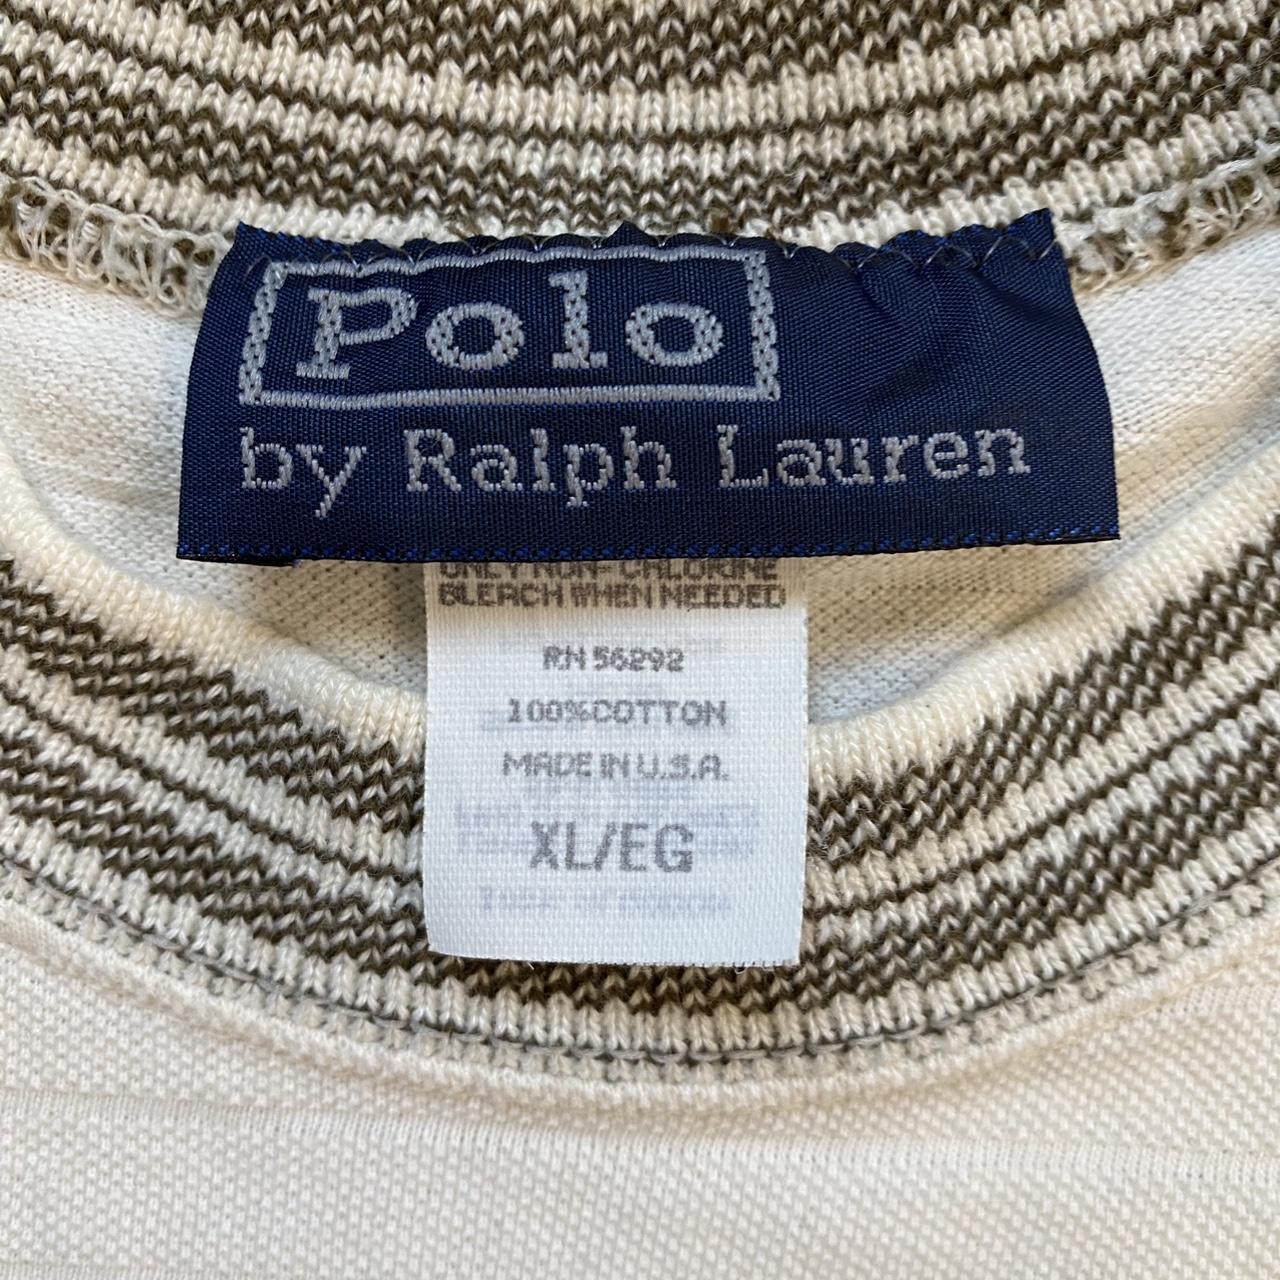 Polo
by Ralph Lauren
ONLY NON-CHLORINE
BLEACH WHEN NEEDED
RN 56292
100%COTTON
MADE IN U.S.A.
XL/EG